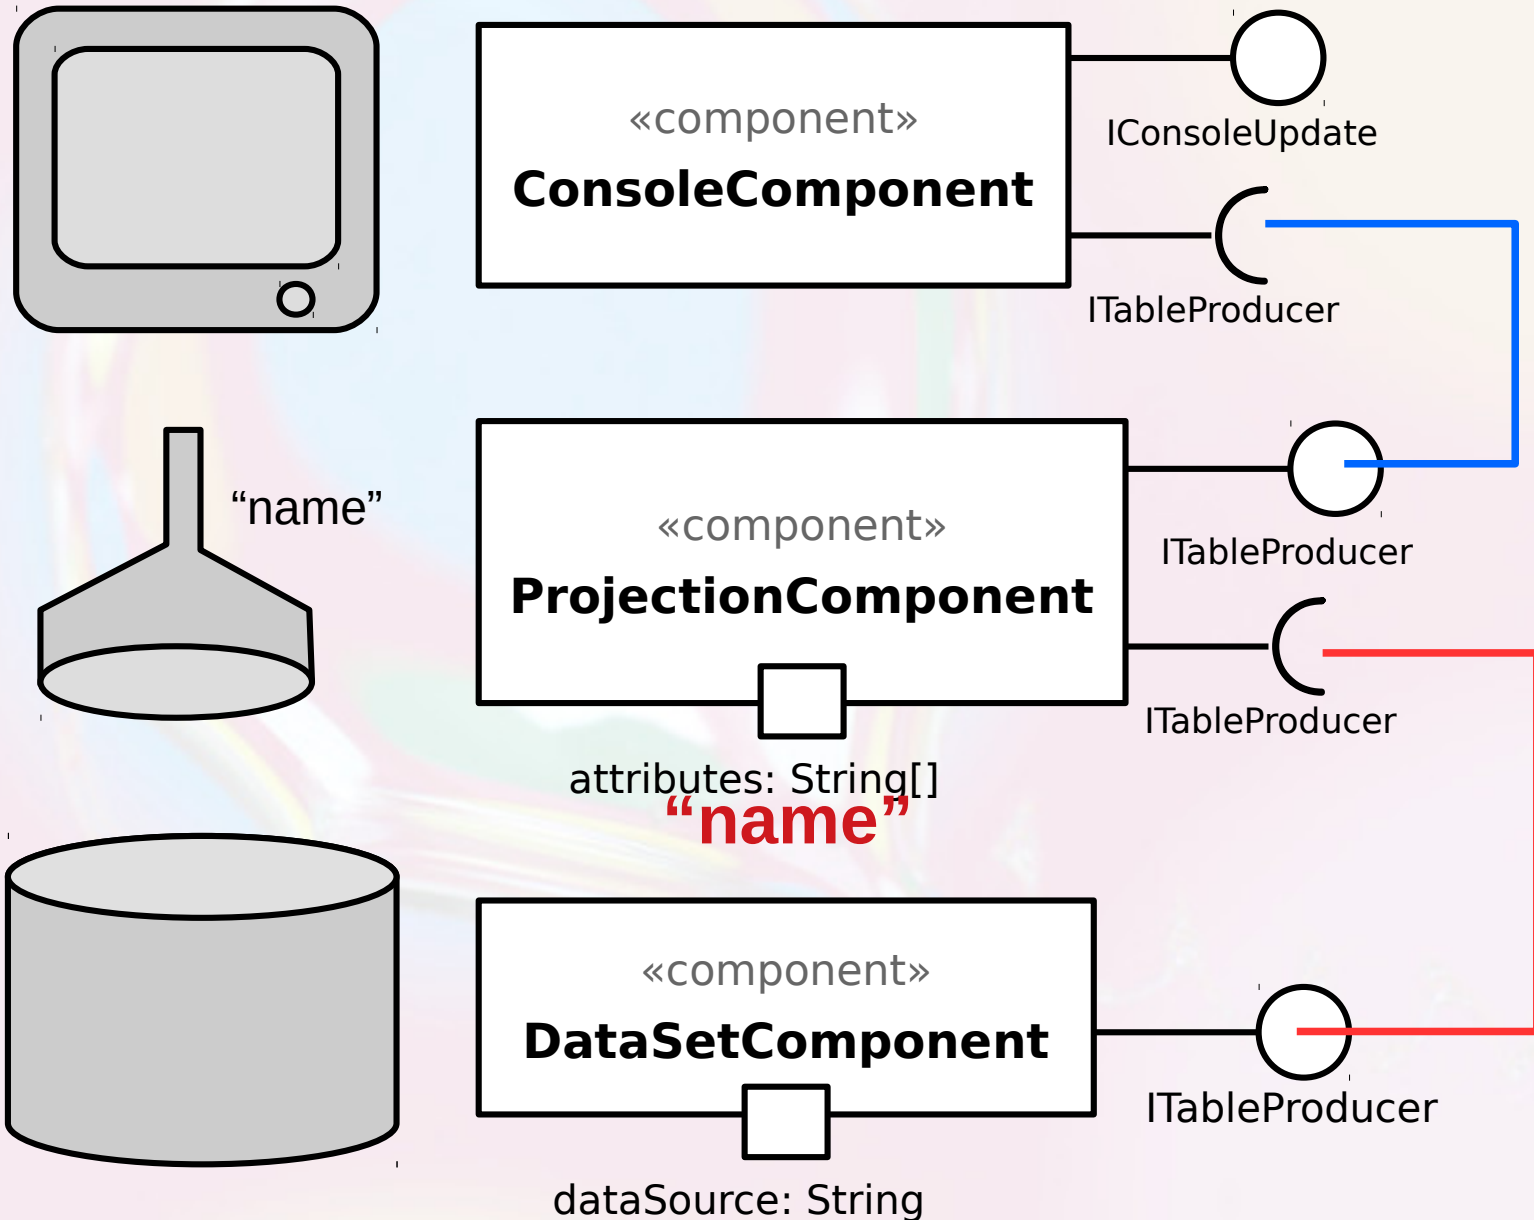 «component»
ConsoleComponent
IConsoleUpdate
ITableProducer
“name”
«component»
ProjectionComponent
ITableProducer
ITableProducer
attributes: String[]
“name”
«component»
DataSetComponent
ITableProducer
dataSource: String